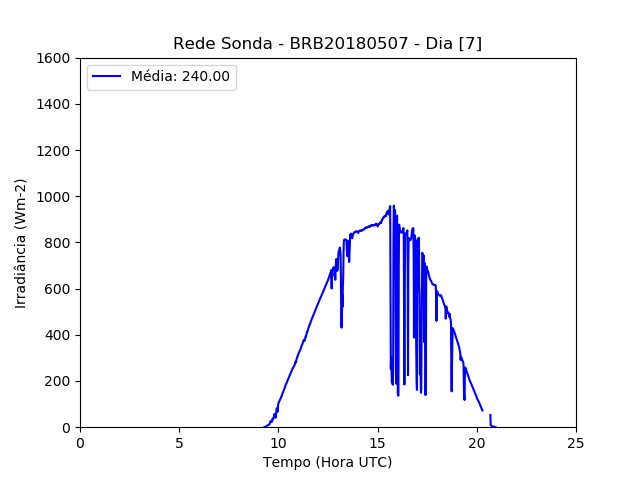 Rede Sonda - BRB20180507 - Dia [7]
Média: 240.00
Irradiância (Wm-2)
1600
1400
1200
1000
800
600
400
200
0
0 5 10 15 20 25
Tempo (Hora UTC)